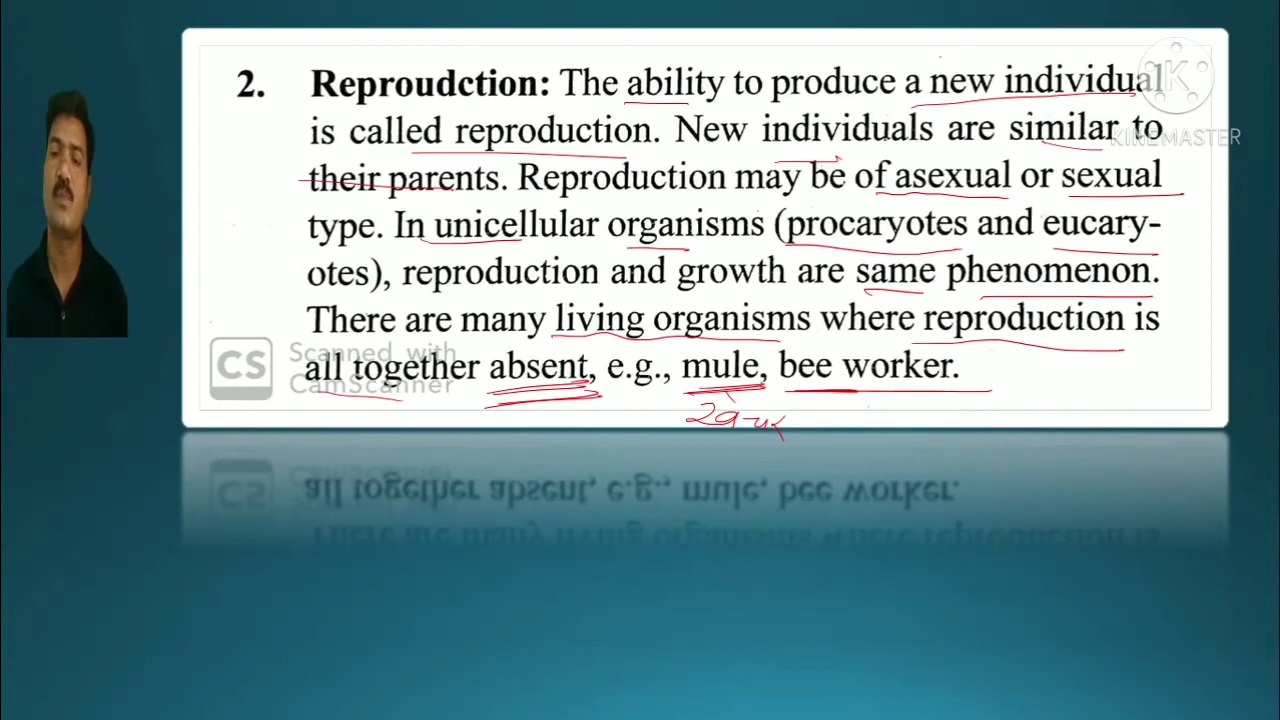 2. Reproudction: The ability to produce a new individual
is called reproduction. New individuals are similar to
their parents. Reproduction may be of asexual or sexual
type. In unicellular organisms (procaryotes and eucary-
otes), reproduction and growth are same phenomenon.
There are many living organisms where reproduction is
all together absent, e.g., mule, bee worker.
K
KINEMASTER
CS
Scanned with
CamScanner